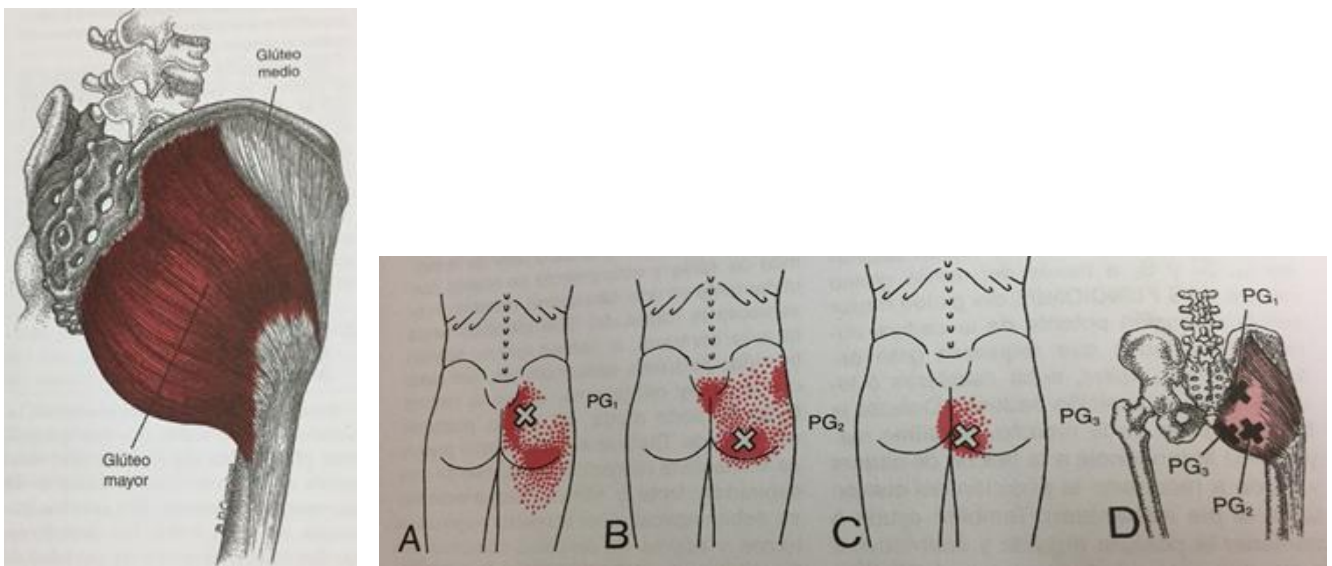 Glúteo
medio
Glúteo
mayor
PG₁
PG₂
PG₃
PG₁
PG₃
PG₂
A
B
C
D